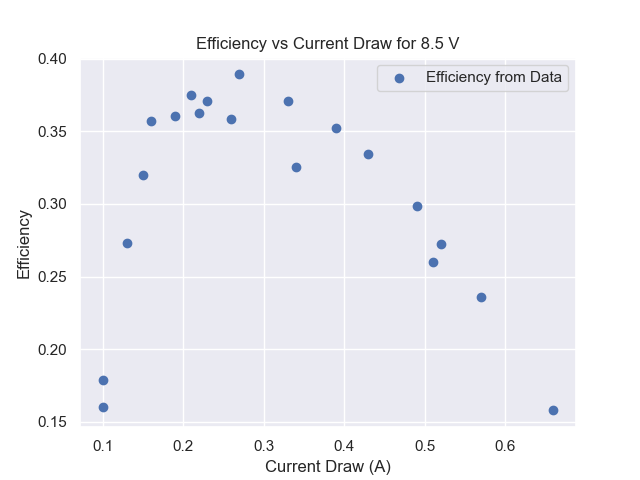 Efficiency vs Current Draw for 8.5 V
Efficiency from Data
0.40
0.35
0.30
0.25
0.20
0.15
Efficiency
0.1 0.2 0.3 0.4 0.5 0.6
Current Draw (A)